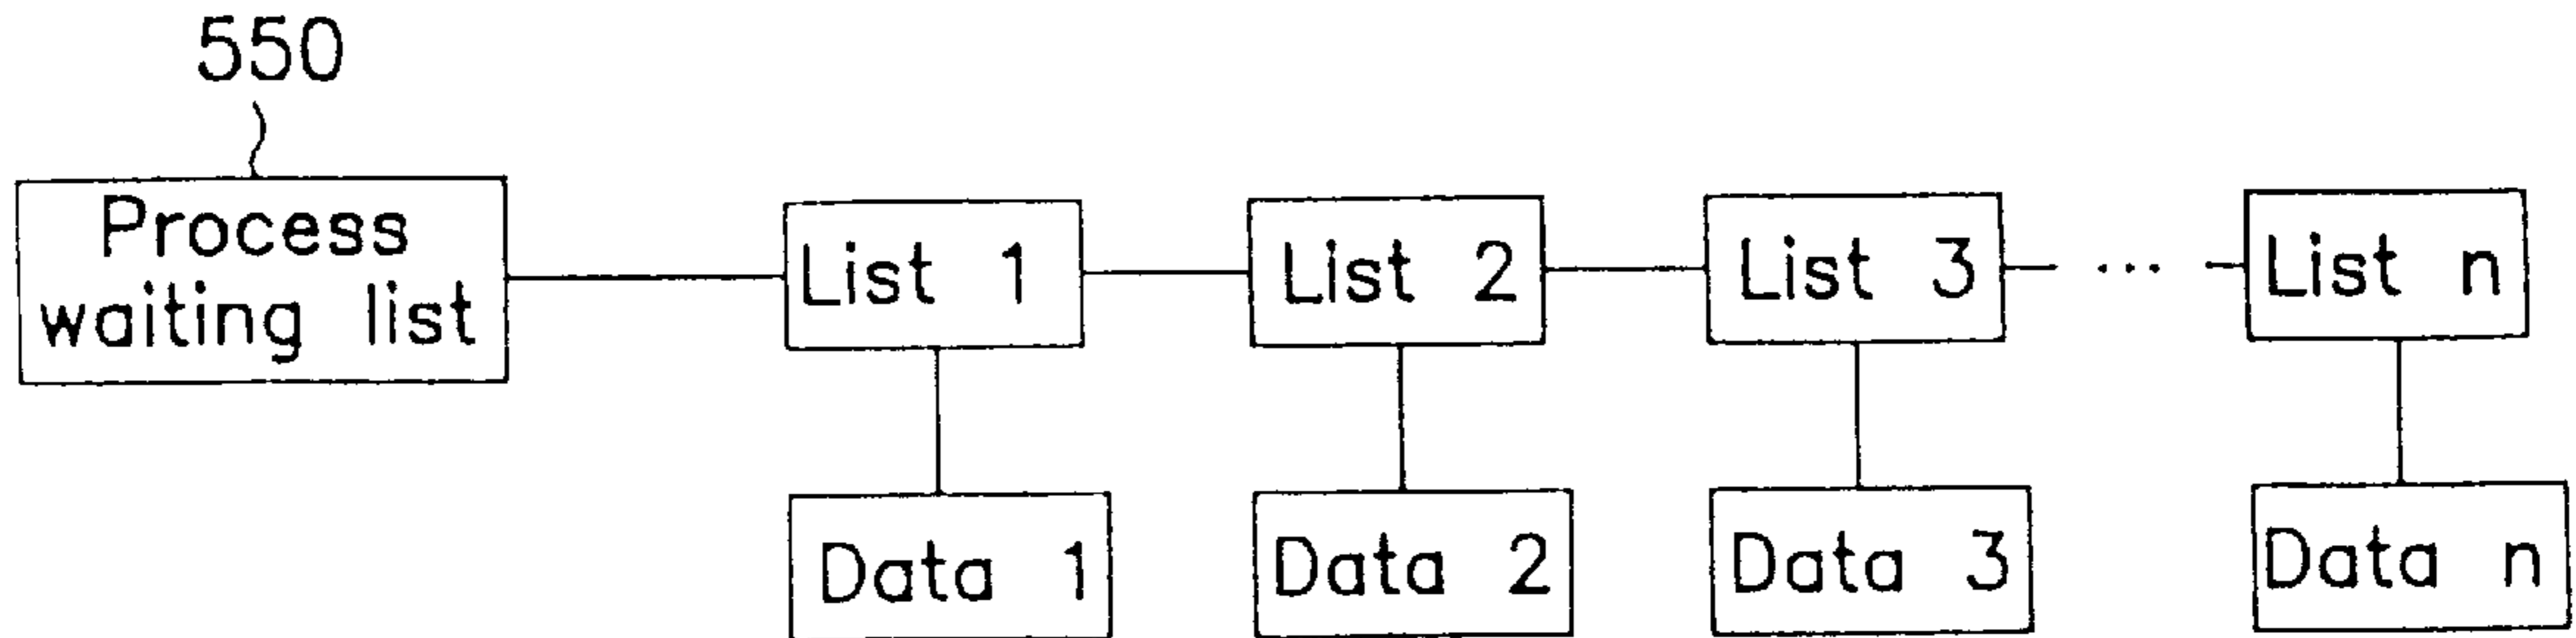 550
Process
waiting list
List 1
List 2
List 3
...
List n
Data 1
Data 2
Data 3
Data n